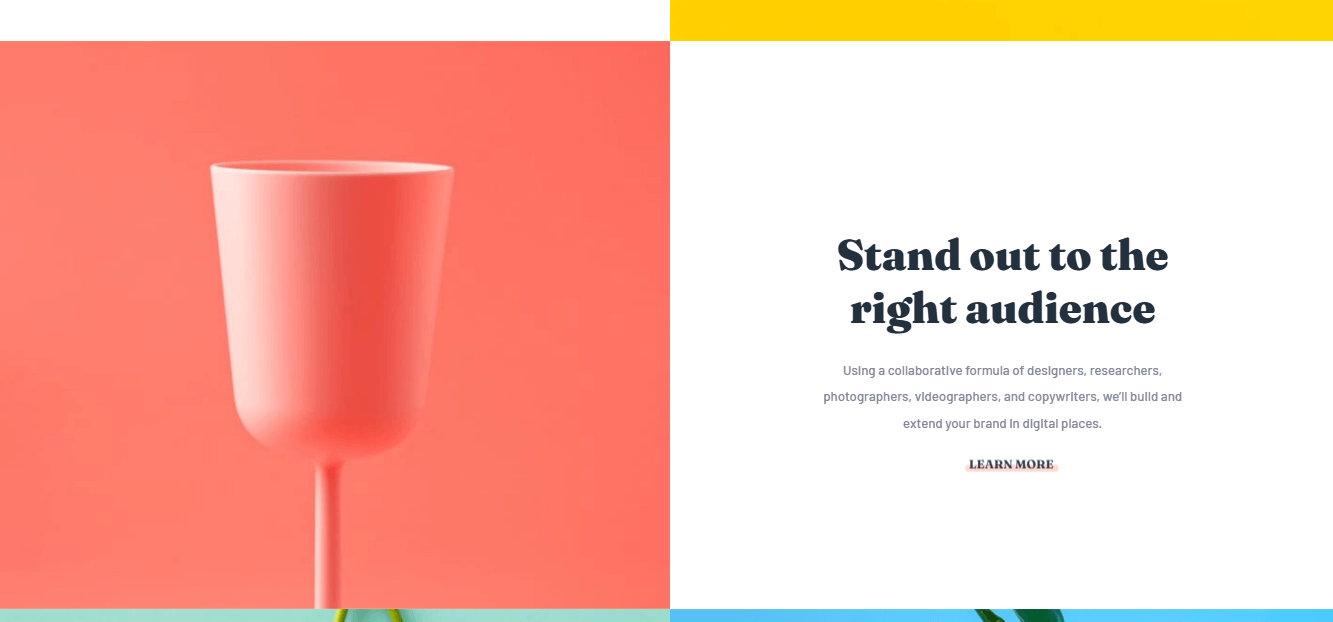 Stand out to the
right audience
Using a collaborative formula of designers, researchers,
photographers, videographers, and copywriters, we'll build and
extend your brand in digital places.
LEARN MORE